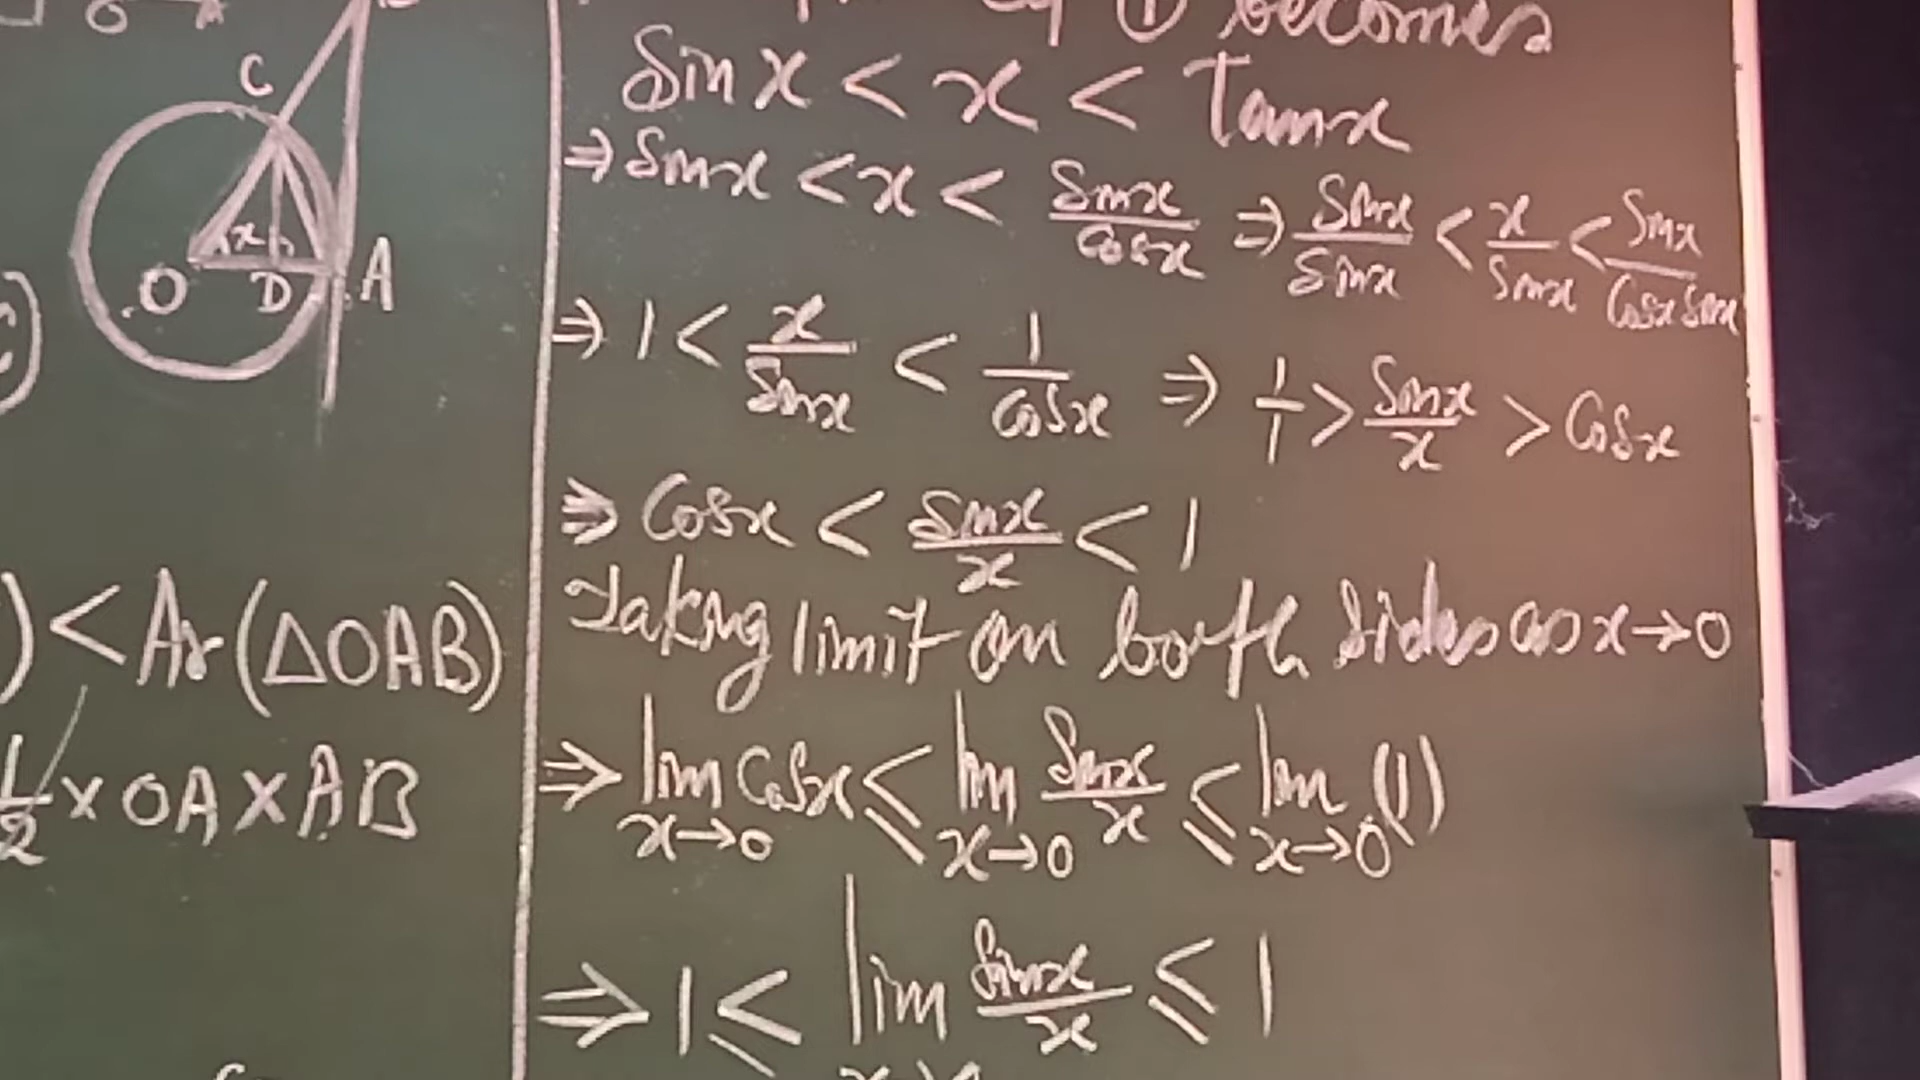 C
x
O D A
) < Ar(ΔOAB)
1/2 × OA × AB
① becomes
Sin x < x < Tan x
⇒ Sin x < x < Sin x / Cos x ⇒ Sin x / Sin x < x / Sin x < Sin x / Cos x Sin x
⇒ 1 < x / Sin x < 1 / Cos x ⇒ 1/1 > Sin x / x > Cos x
⇒ Cos x < Sin x / x < 1
Taking limit on both sides as x→0
⇒ lim x→0 Cos x ≤ lim x→0 Sin x / x ≤ lim x→0 (1)
⇒ 1 ≤ lim Sin x / x ≤ 1